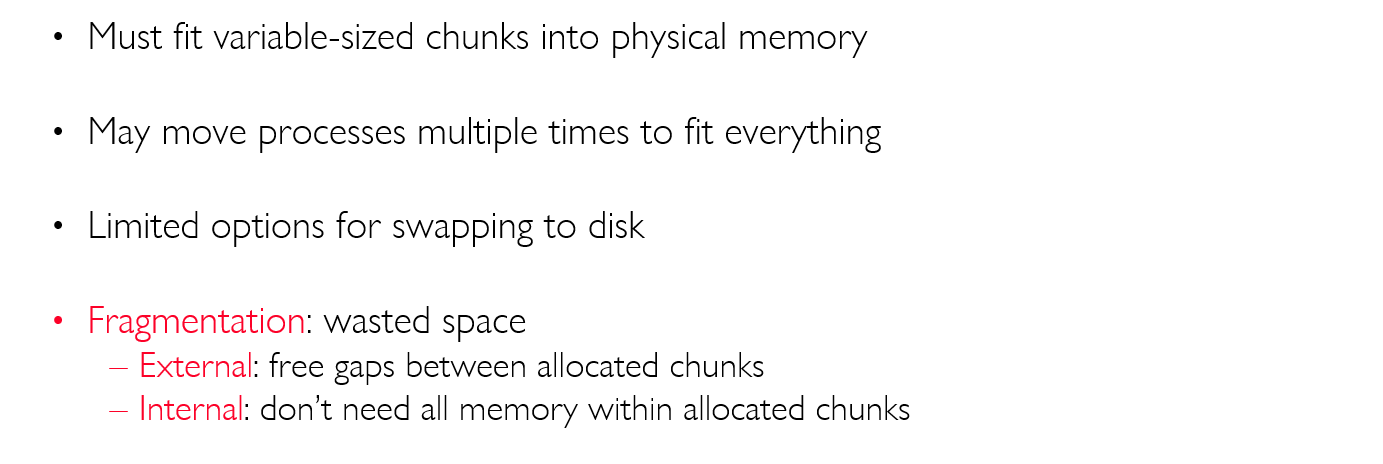 • Must fit variable-sized chunks into physical memory
• May move processes multiple times to fit everything
• Limited options for swapping to disk
• Fragmentation: wasted space
– External: free gaps between allocated chunks
– Internal: don’t need all memory within allocated chunks